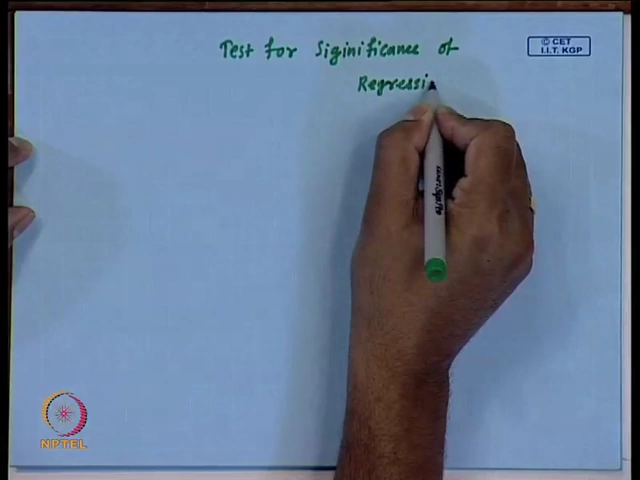 Test for Siginificance of
Regressi
© CET
I.I.T. KGP
NPTEL